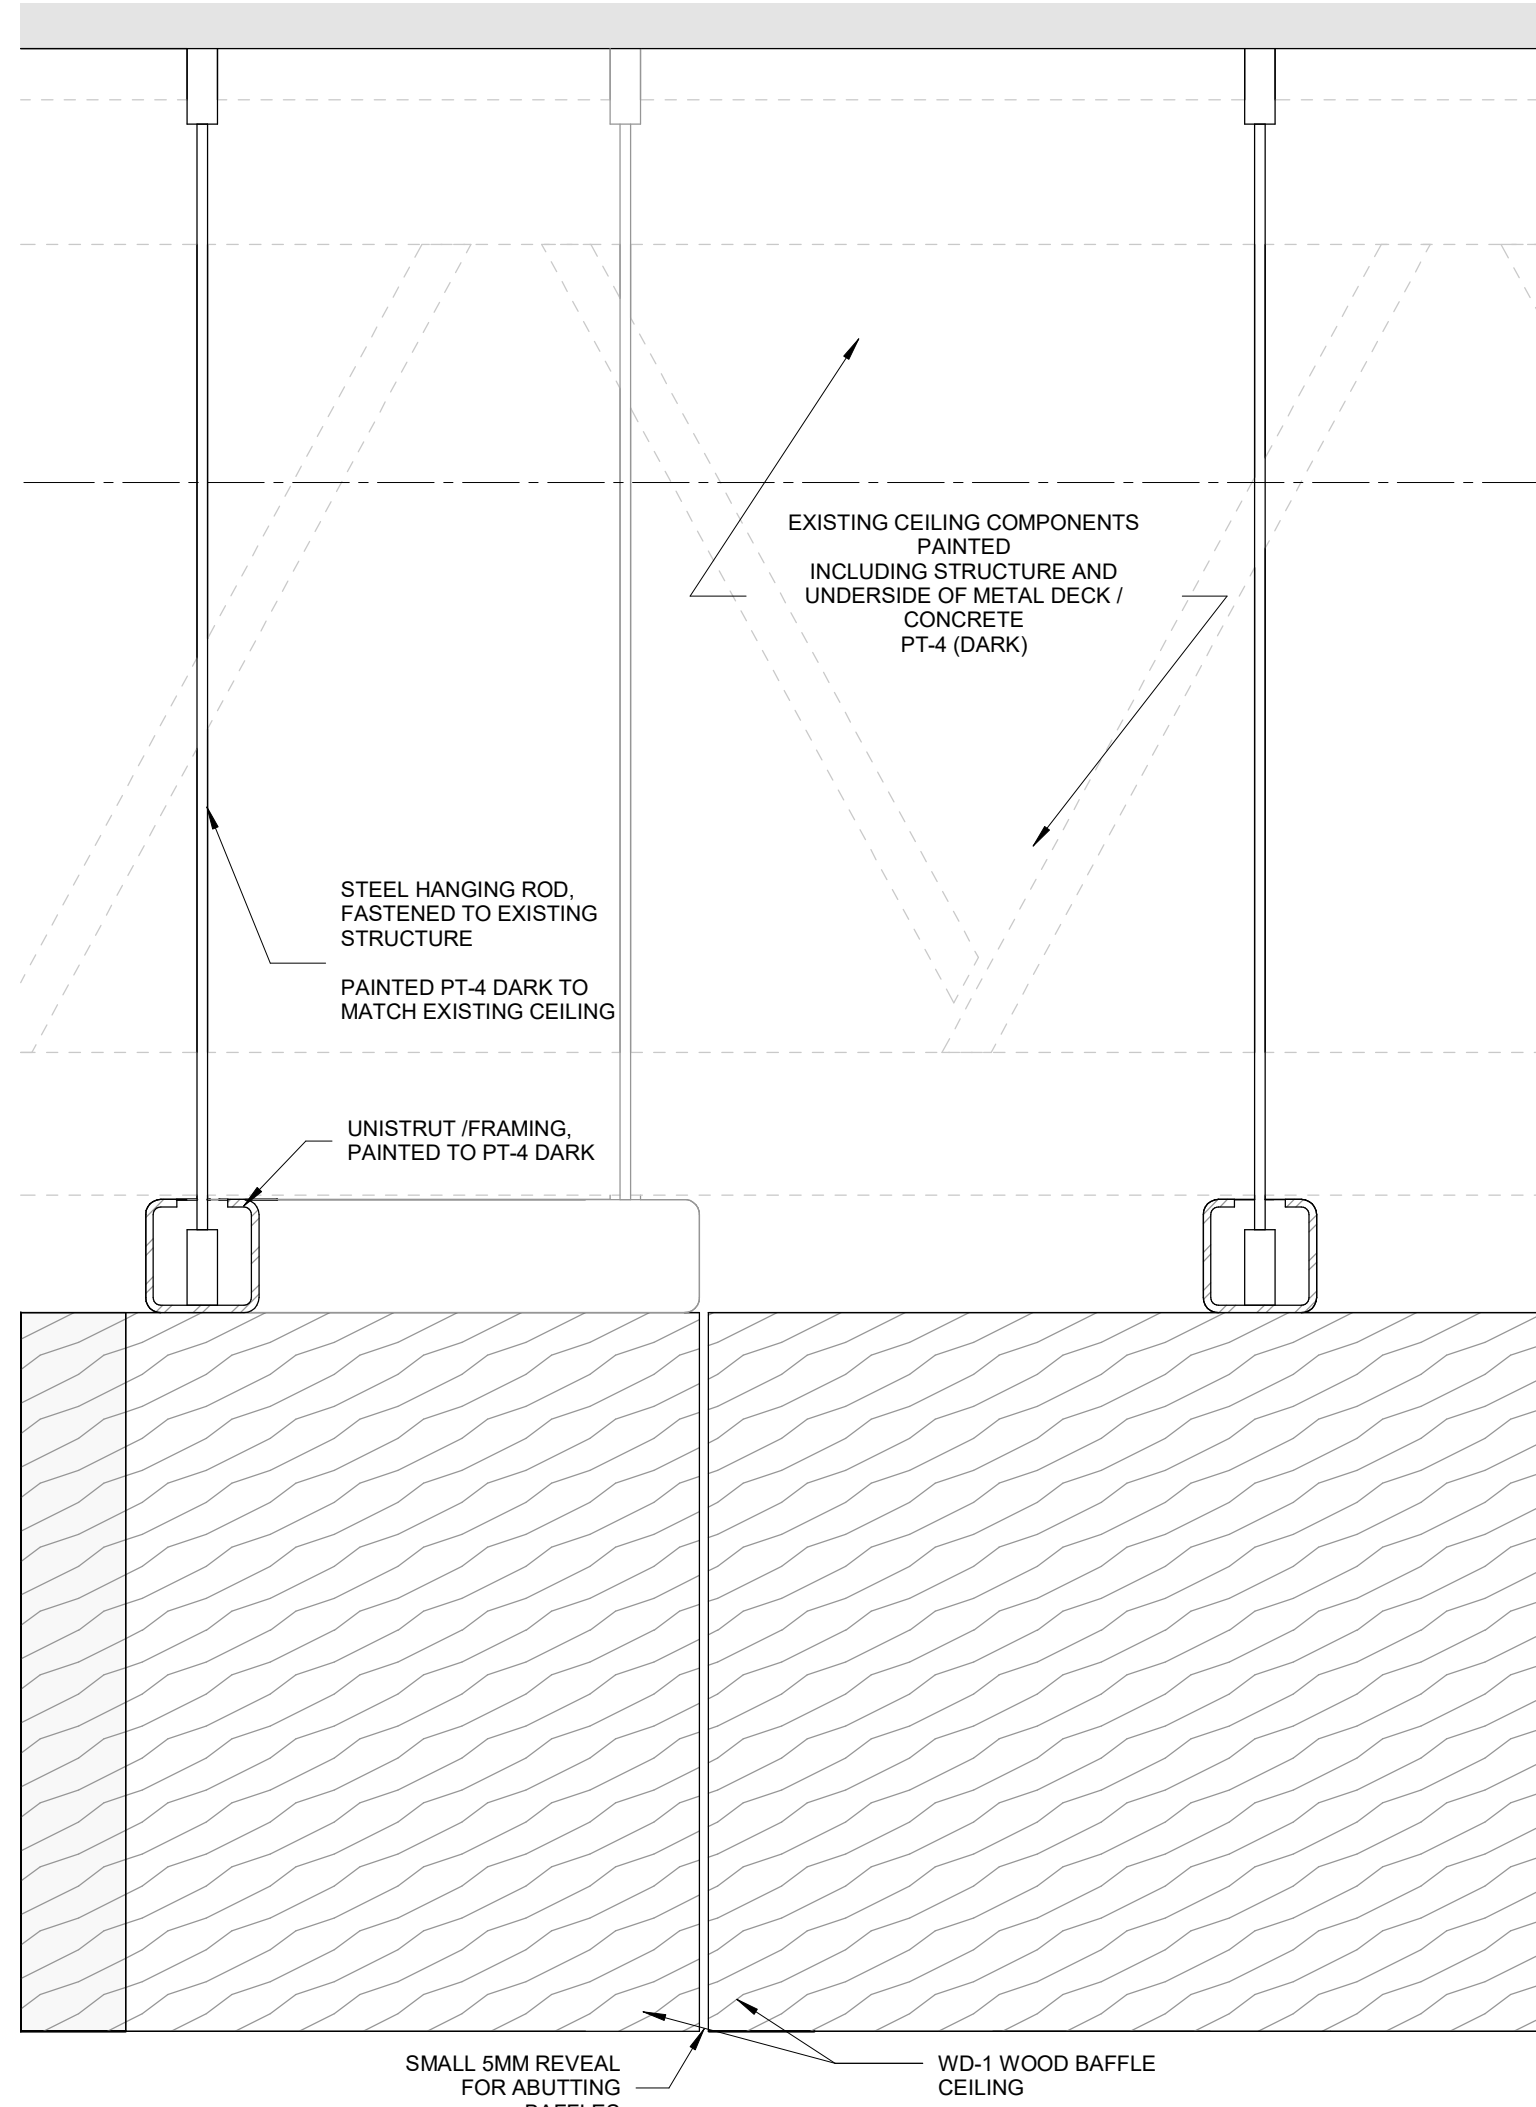 EXISTING CEILING COMPONENTS
PAINTED
INCLUDING STRUCTURE AND
UNDERSIDE OF METAL DECK /
CONCRETE
PT-4 (DARK)
STEEL HANGING ROD,
FASTENED TO EXISTING
STRUCTURE
PAINTED PT-4 DARK TO
MATCH EXISTING CEILING
UNISTRUT /FRAMING,
PAINTED TO PT-4 DARK
SMALL 5MM REVEAL
FOR ABUTTING
BAFFLES
WD-1 WOOD BAFFLE
CEILING